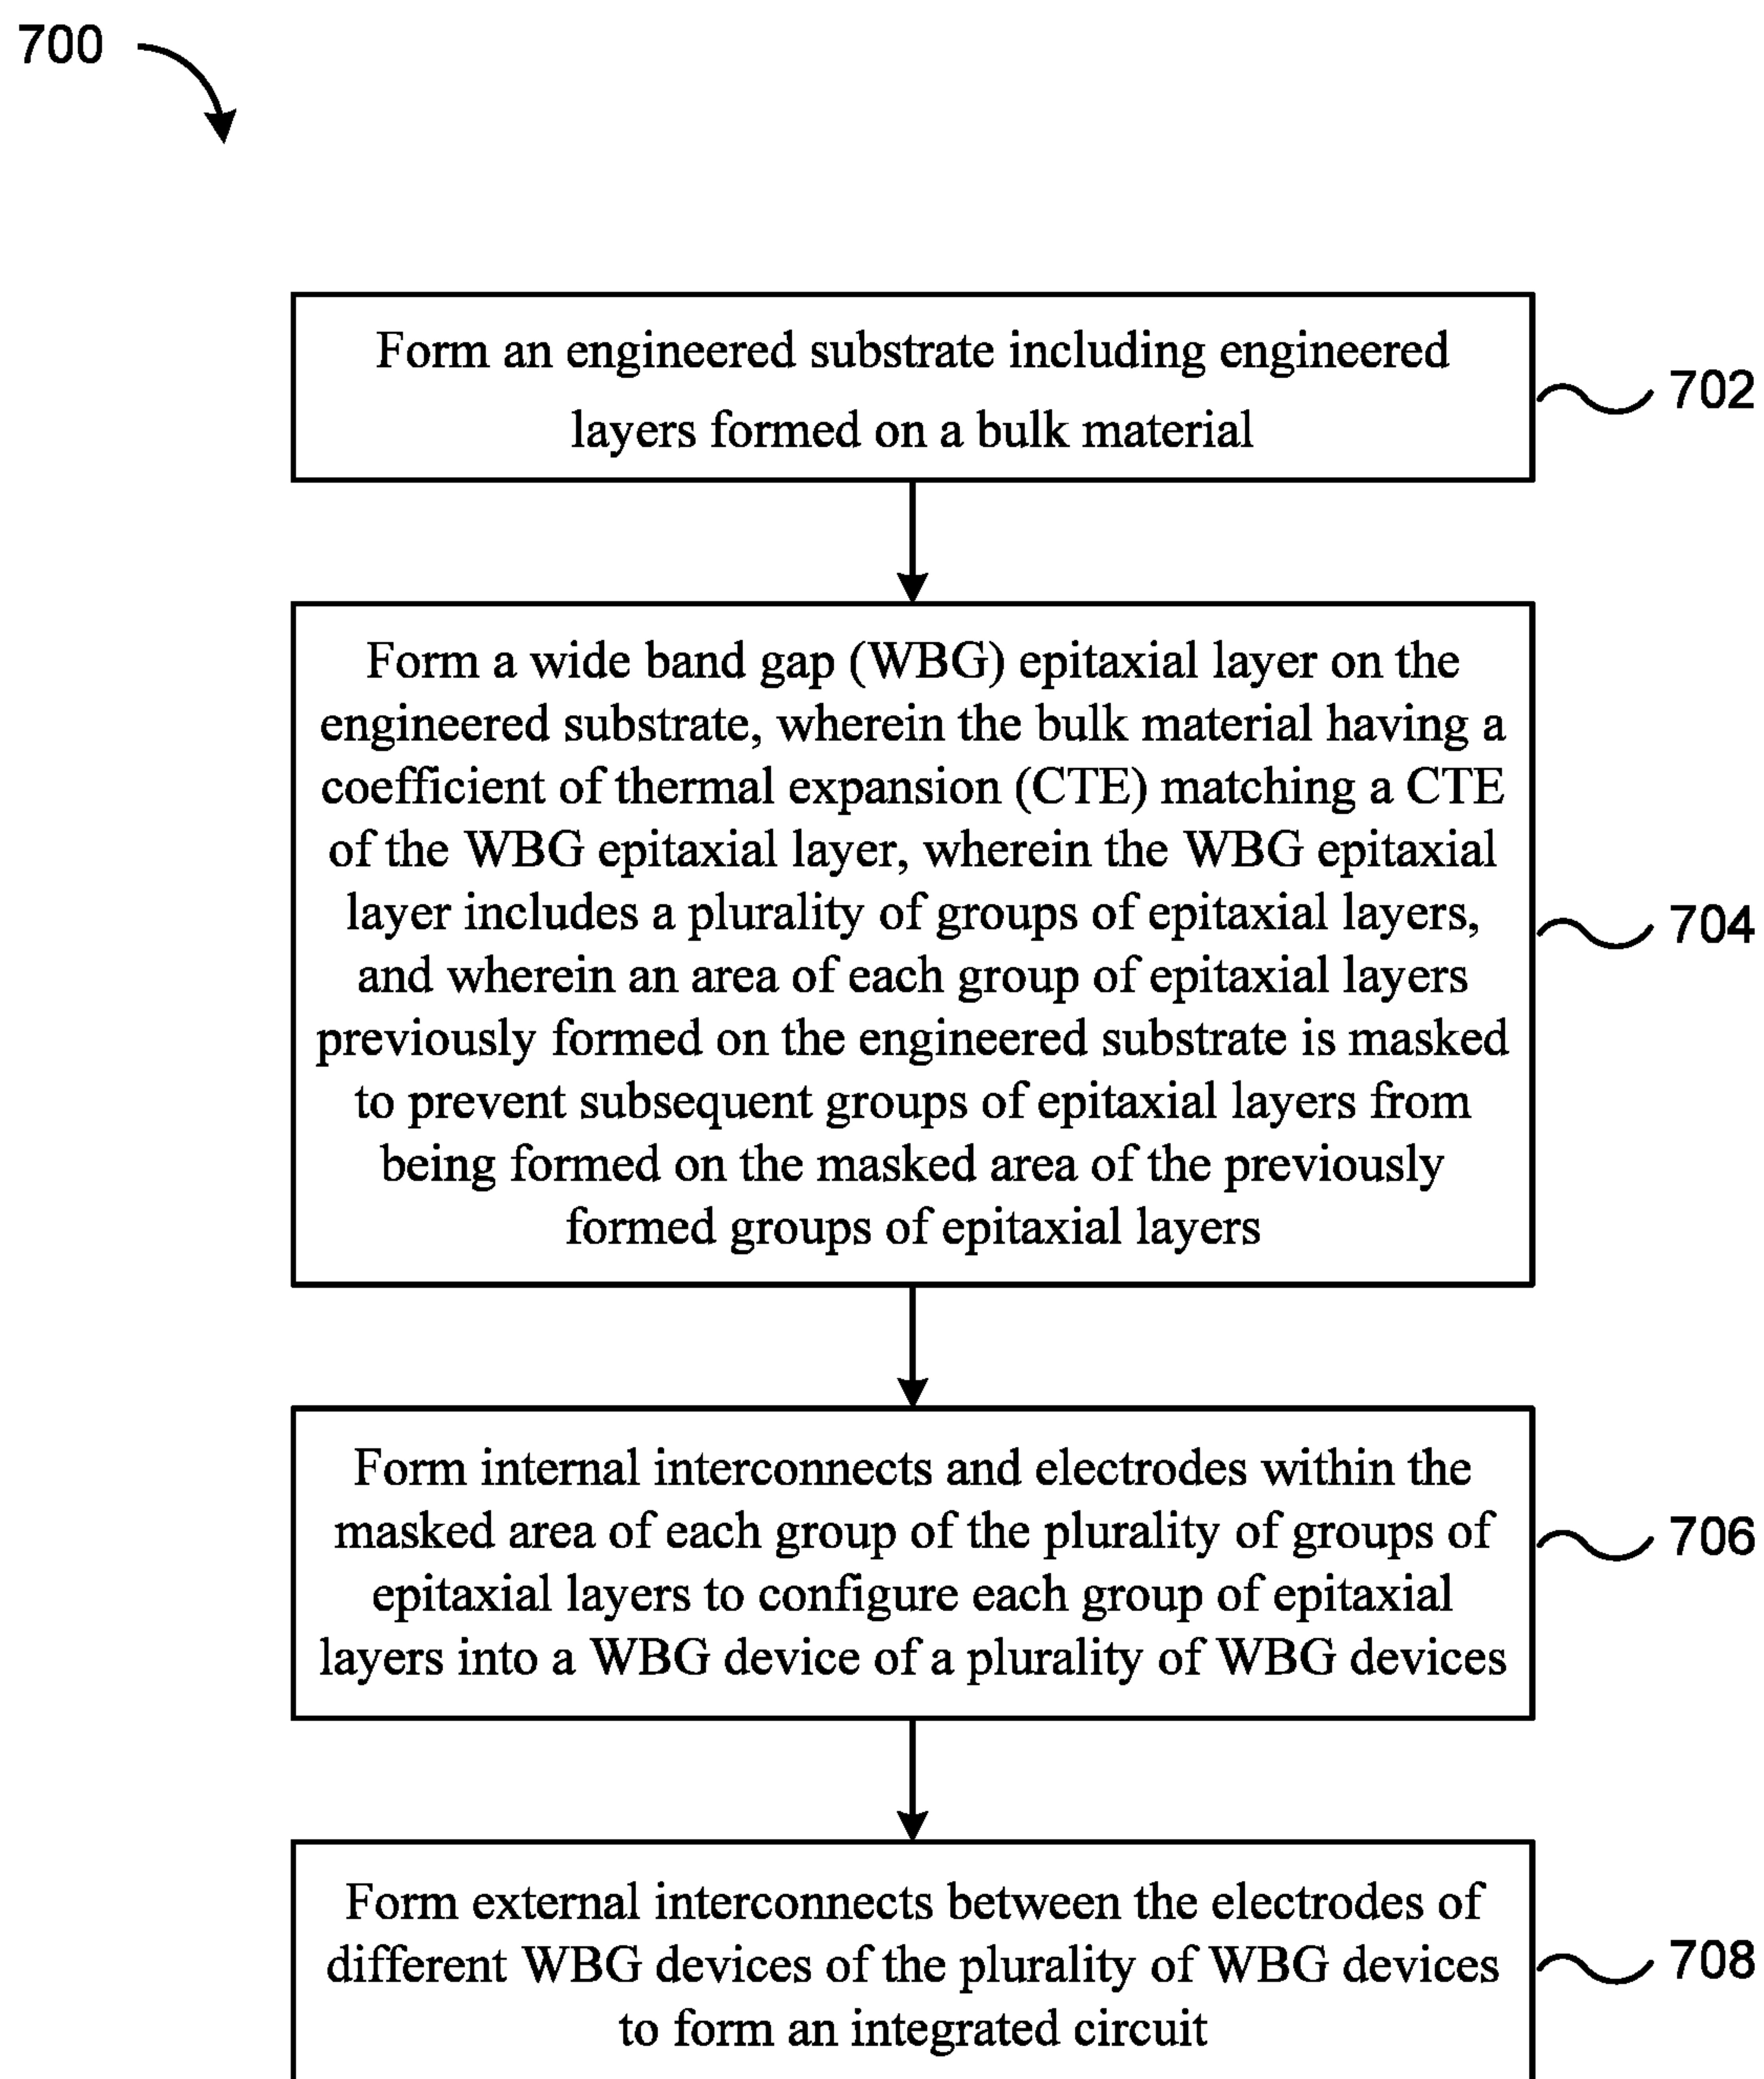 700
Form an engineered substrate including engineered
layers formed on a bulk material
702
Form a wide band gap (WBG) epitaxial layer on the
engineered substrate, wherein the bulk material having a
coefficient of thermal expansion (CTE) matching a CTE
of the WBG epitaxial layer, wherein the WBG epitaxial
layer includes a plurality of groups of epitaxial layers,
and wherein an area of each group of epitaxial layers
previously formed on the engineered substrate is masked
to prevent subsequent groups of epitaxial layers from
being formed on the masked area of the previously
formed groups of epitaxial layers
704
Form internal interconnects and electrodes within the
masked area of each group of the plurality of groups of
epitaxial layers to configure each group of epitaxial
layers into a WBG device of a plurality of WBG devices
706
Form external interconnects between the electrodes of
different WBG devices of the plurality of WBG devices
to form an integrated circuit
708